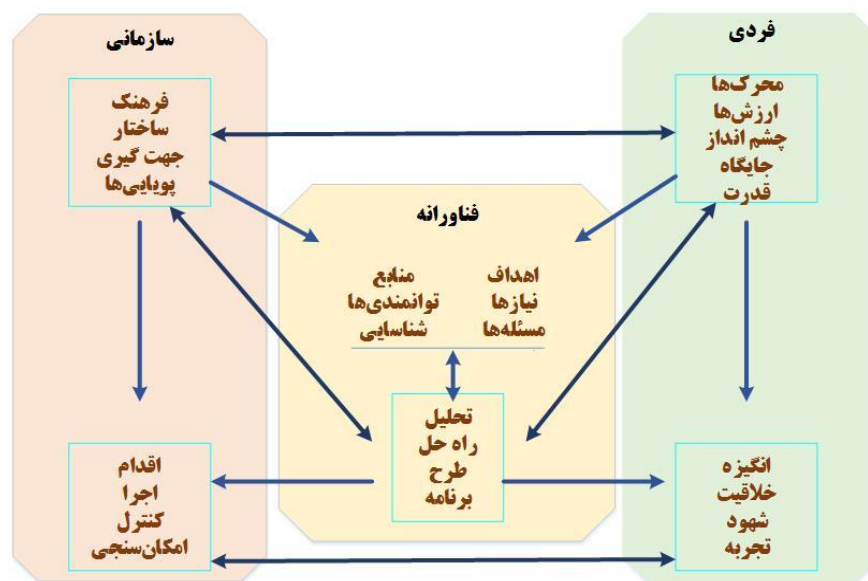 فردی
محرک‌ها
ارزش‌ها
چشم انداز
جایگاه
قدرت
انگیزه
خلاقیت
شهود
تجربه
فناورانه
اهداف
نیازها
مسئله‌ها
منابع
توانمندی‌ها
شناسایی
تحلیل
راه حل
طرح
برنامه
سازمانی
فرهنک
ساختار
جهت گیری
پویایی‌ها
اقدام
اجرا
کنترل
امکان‌سنجی